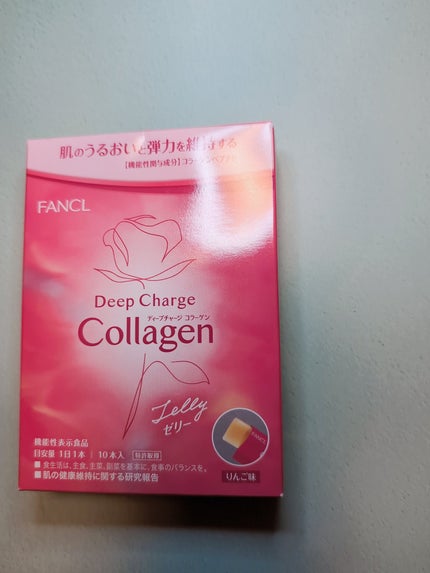 肌のうるおいと弾力を維持する
【機能性関与成分】コラーゲンペプチド
FANCL
Deep Charge
ディープチャージ コラーゲン
Collagen
Jelly
ゼリー
FANCL
機能性表示食品
目安量 1日1本 10本入 特許取得
■ 食生活は、主食、主菜、副菜を基本に、食事のバランスを。
■ 肌の健康維持に関する研究報告
りんご味